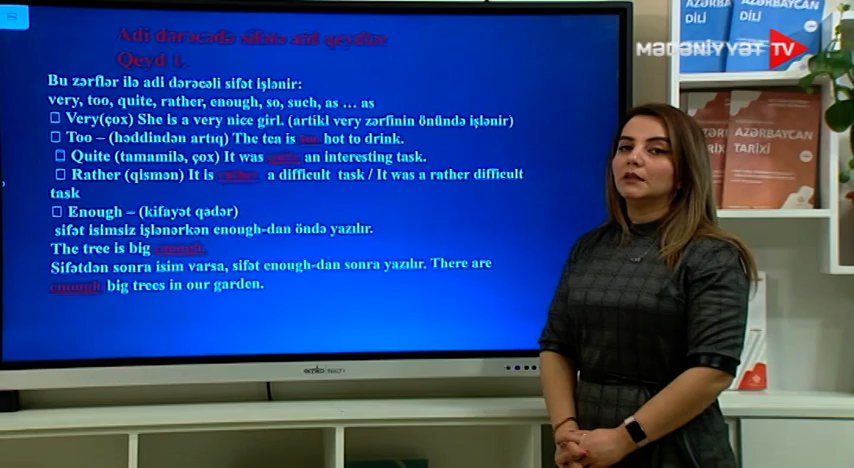 Adi dərəcədə sifətə aid qeydlər
Qeyd 1.
Bu zərflər ilə adi dərəcəli sifət işlənir:
very, too, quite, rather, enough, so, such, as … as
Very(çox) She is a very nice girl. (artikl very zərfinin önündə işlənir)
Too – (həddindən artıq) The tea is too hot to drink.
Quite (tamamilə, çox) It was quite an interesting task.
Rather (qismən) It is rather a difficult task / It was a rather difficult
task
Enough – (kifayət qədər)
sifət isimsiz işlənərkən enough-dan öndə yazılır.
The tree is big enough.
Sifətdən sonra isim varsa, sifət enough-dan sonra yazılır. There are
enough big trees in our garden.
MƏDƏNİYYƏT TV
AZƏRBA
DİLİ
AZƏRBAYCAN
DİLİ
AZƏRBAYCAN
TARİXİ